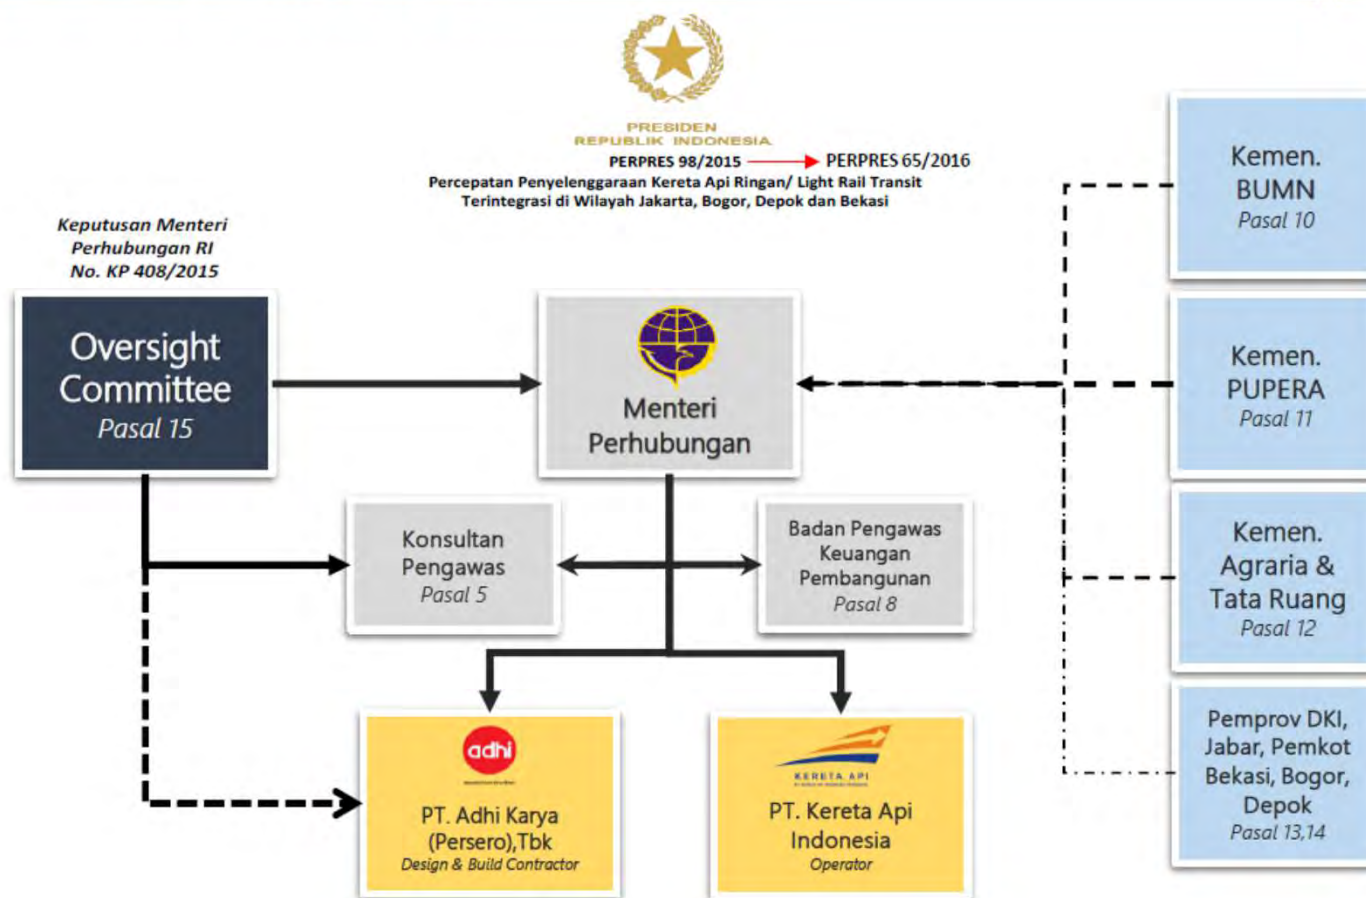 PRESIDEN
REPUBLIK INDONESIA
PERPRES 98/2015 PERPRES 65/2016
Percepatan Penyelenggaraan Kereta Api Ringan/ Light Rail Transit
Terintegrasi di Wilayah Jakarta, Bogor, Depok dan Bekasi
Keputusan Menteri
Perhubungan RI
No. KP 408/2015
Oversight
Committee
Pasal 15
Menteri
Perhubungan
Konsultan
Pengawas
Pasal 5
Badan Pengawas
Keuangan
Pembangunan
Pasal 8
adhi
PT. Adhi Karya
(Persero),Tbk
Design & Build Contractor
KERETA API
PT. Kereta Api
Indonesia
Operator
Kemen.
BUMN
Pasal 10
Kemen.
PUPERA
Pasal 11
Kemen.
Agraria &
Tata Ruang
Pasal 12
Pemprov DKI,
Jabar, Pemkot
Bekasi, Bogor,
Depok
Pasal 13,14